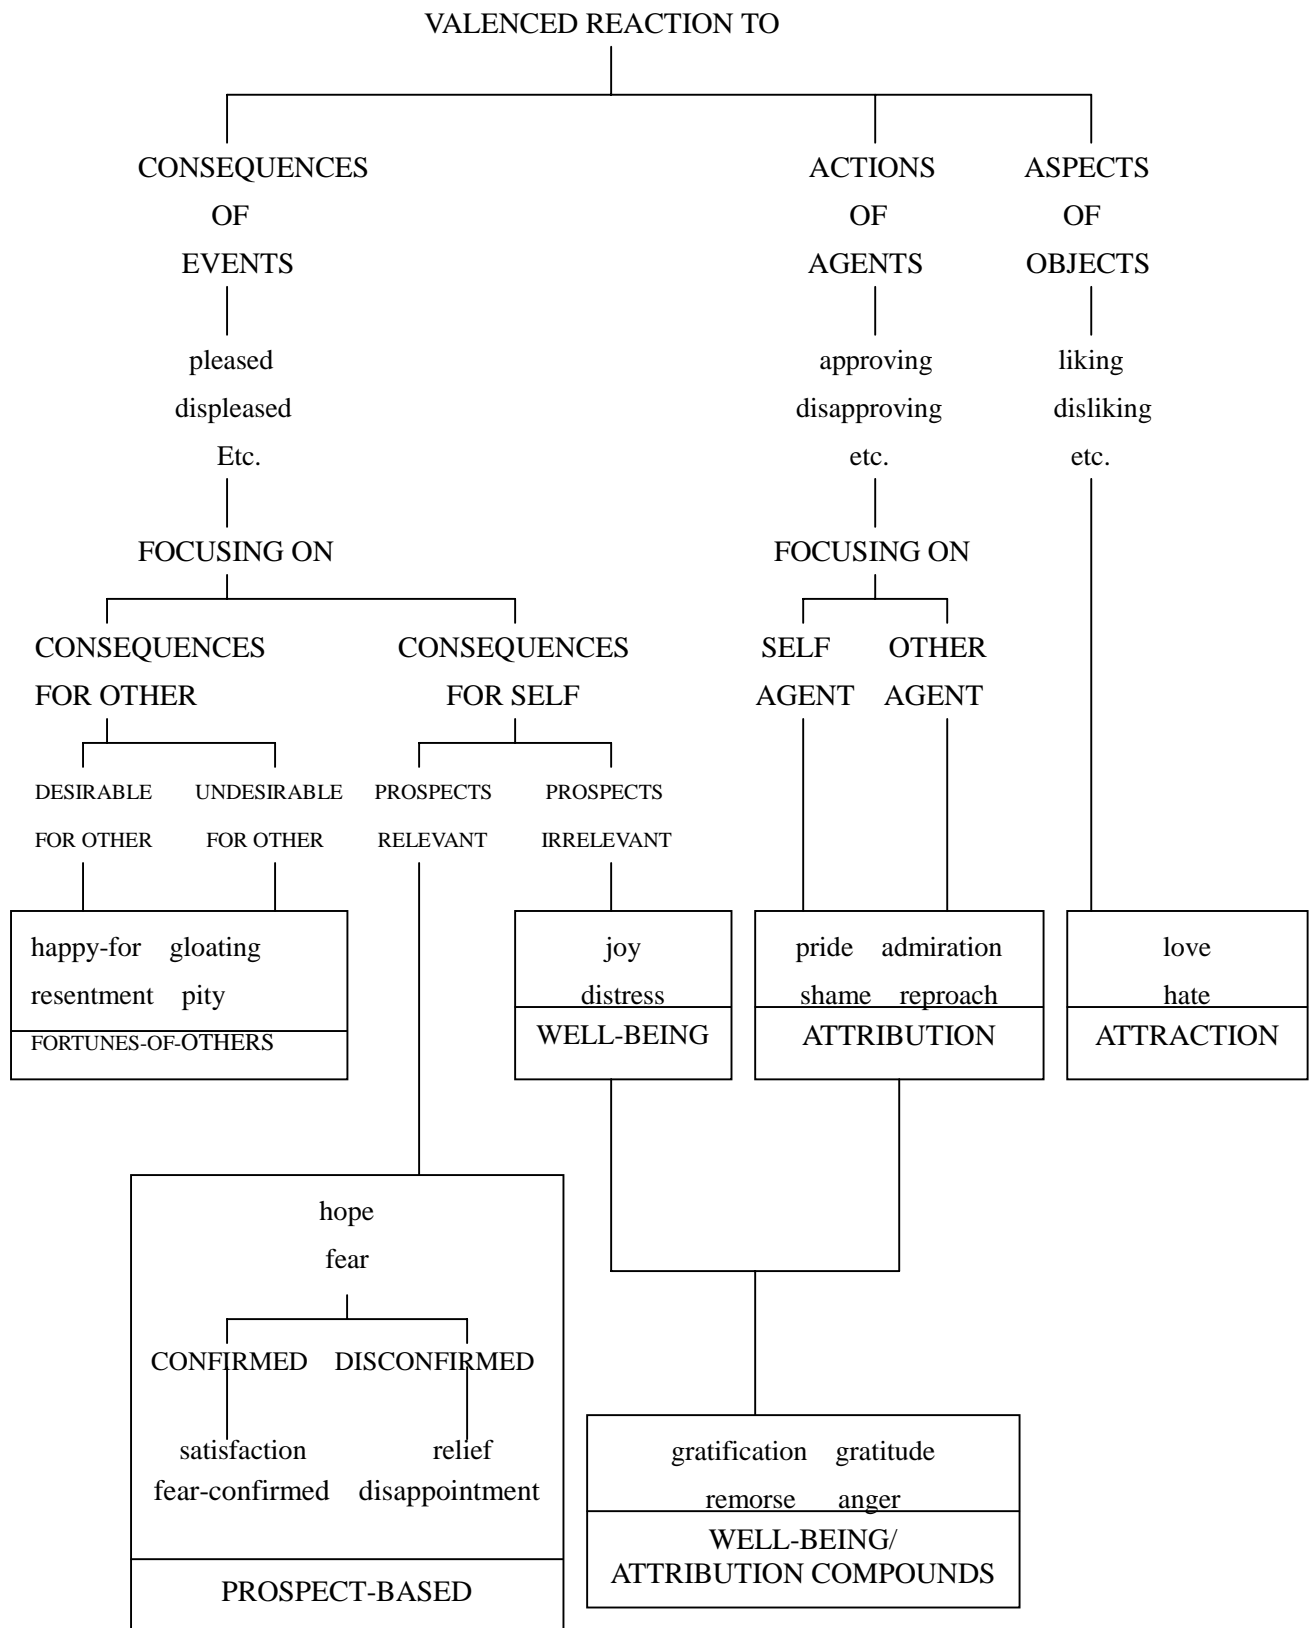 VALENCED REACTION TO
CONSEQUENCES ACTIONS ASPECTS
OF OF OF
EVENTS AGENTS OBJECTS
pleased approving liking
displeased disapproving disliking
Etc. etc. etc.
FOCUSING ON FOCUSING ON
CONSEQUENCES CONSEQUENCES SELF OTHER
FOR OTHER FOR SELF AGENT AGENT
DESIRABLE UNDESIRABLE PROSPECTS PROSPECTS
FOR OTHER FOR OTHER RELEVANT IRRELEVANT
happy-for gloating joy pride admiration love
resentment pity distress shame reproach hate
FORTUNES-OF-OTHERS WELL-BEING ATTRIBUTION ATTRACTION
hope
fear
CONFIRMED DISCONFIRMED
satisfaction relief
fear-confirmed disappointment
PROSPECT-BASED
gratification gratitude
remorse anger
WELL-BEING/
ATTRIBUTION COMPOUNDS